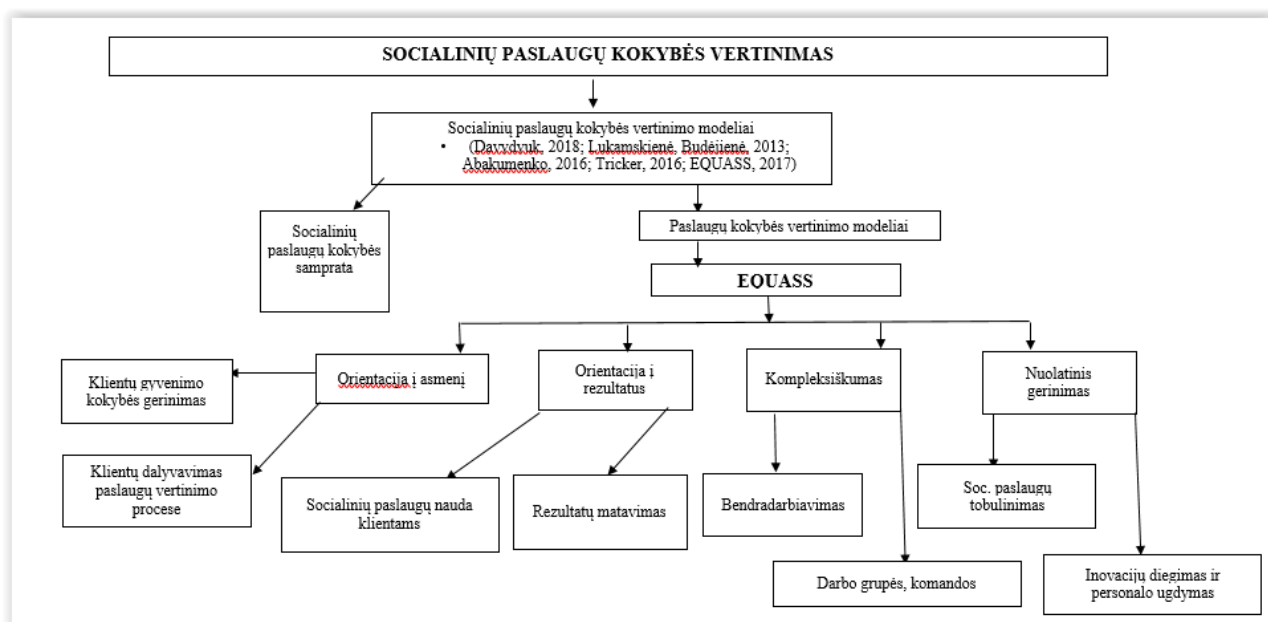 SOCIALINIŲ PASLAUGŲ KOKYBĖS VERTINIMAS
Socialinių paslaugų kokybės vertinimo modeliai
• (Davydyuk, 2018; Lukamskienė, Budėjienė, 2013;
Abakumenko, 2016; Tricker, 2016; EQUASS, 2017)
Socialinių
paslaugų kokybės
samprata
Paslaugų kokybės vertinimo modeliai
EQUASS
Klientų gyvenimo
kokybės gerinimas
Orientacija į asmenį
Orientacija į
rezultatus
Kompleksiškumas
Nuolatinis
gerinimas
Klientų dalyvavimas
paslaugų vertinimo
procese
Socialinių paslaugų nauda
klientams
Rezultatų matavimas
Bendradarbiavimas
Soc. paslaugų
tobulinimas
Darbo grupės, komandos
Inovacijų diegimas ir
personalo ugdymas